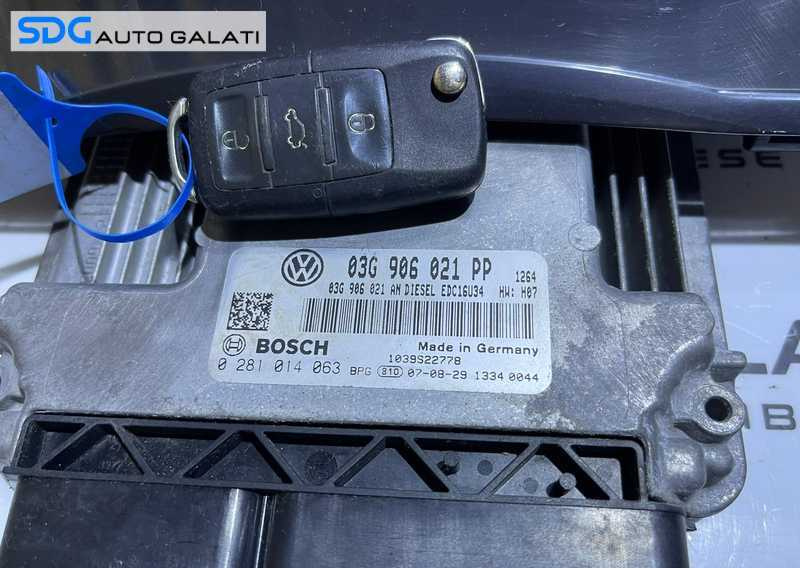 SDG AUTO GALATI
03G 906 021 PP 1264
03G 906 021 AN DIESEL EDC16U34 HW: H07
BOSCH Made in Germany
1039S22778
0 281 014 063 BPG 810 07-08-29 1334 0044